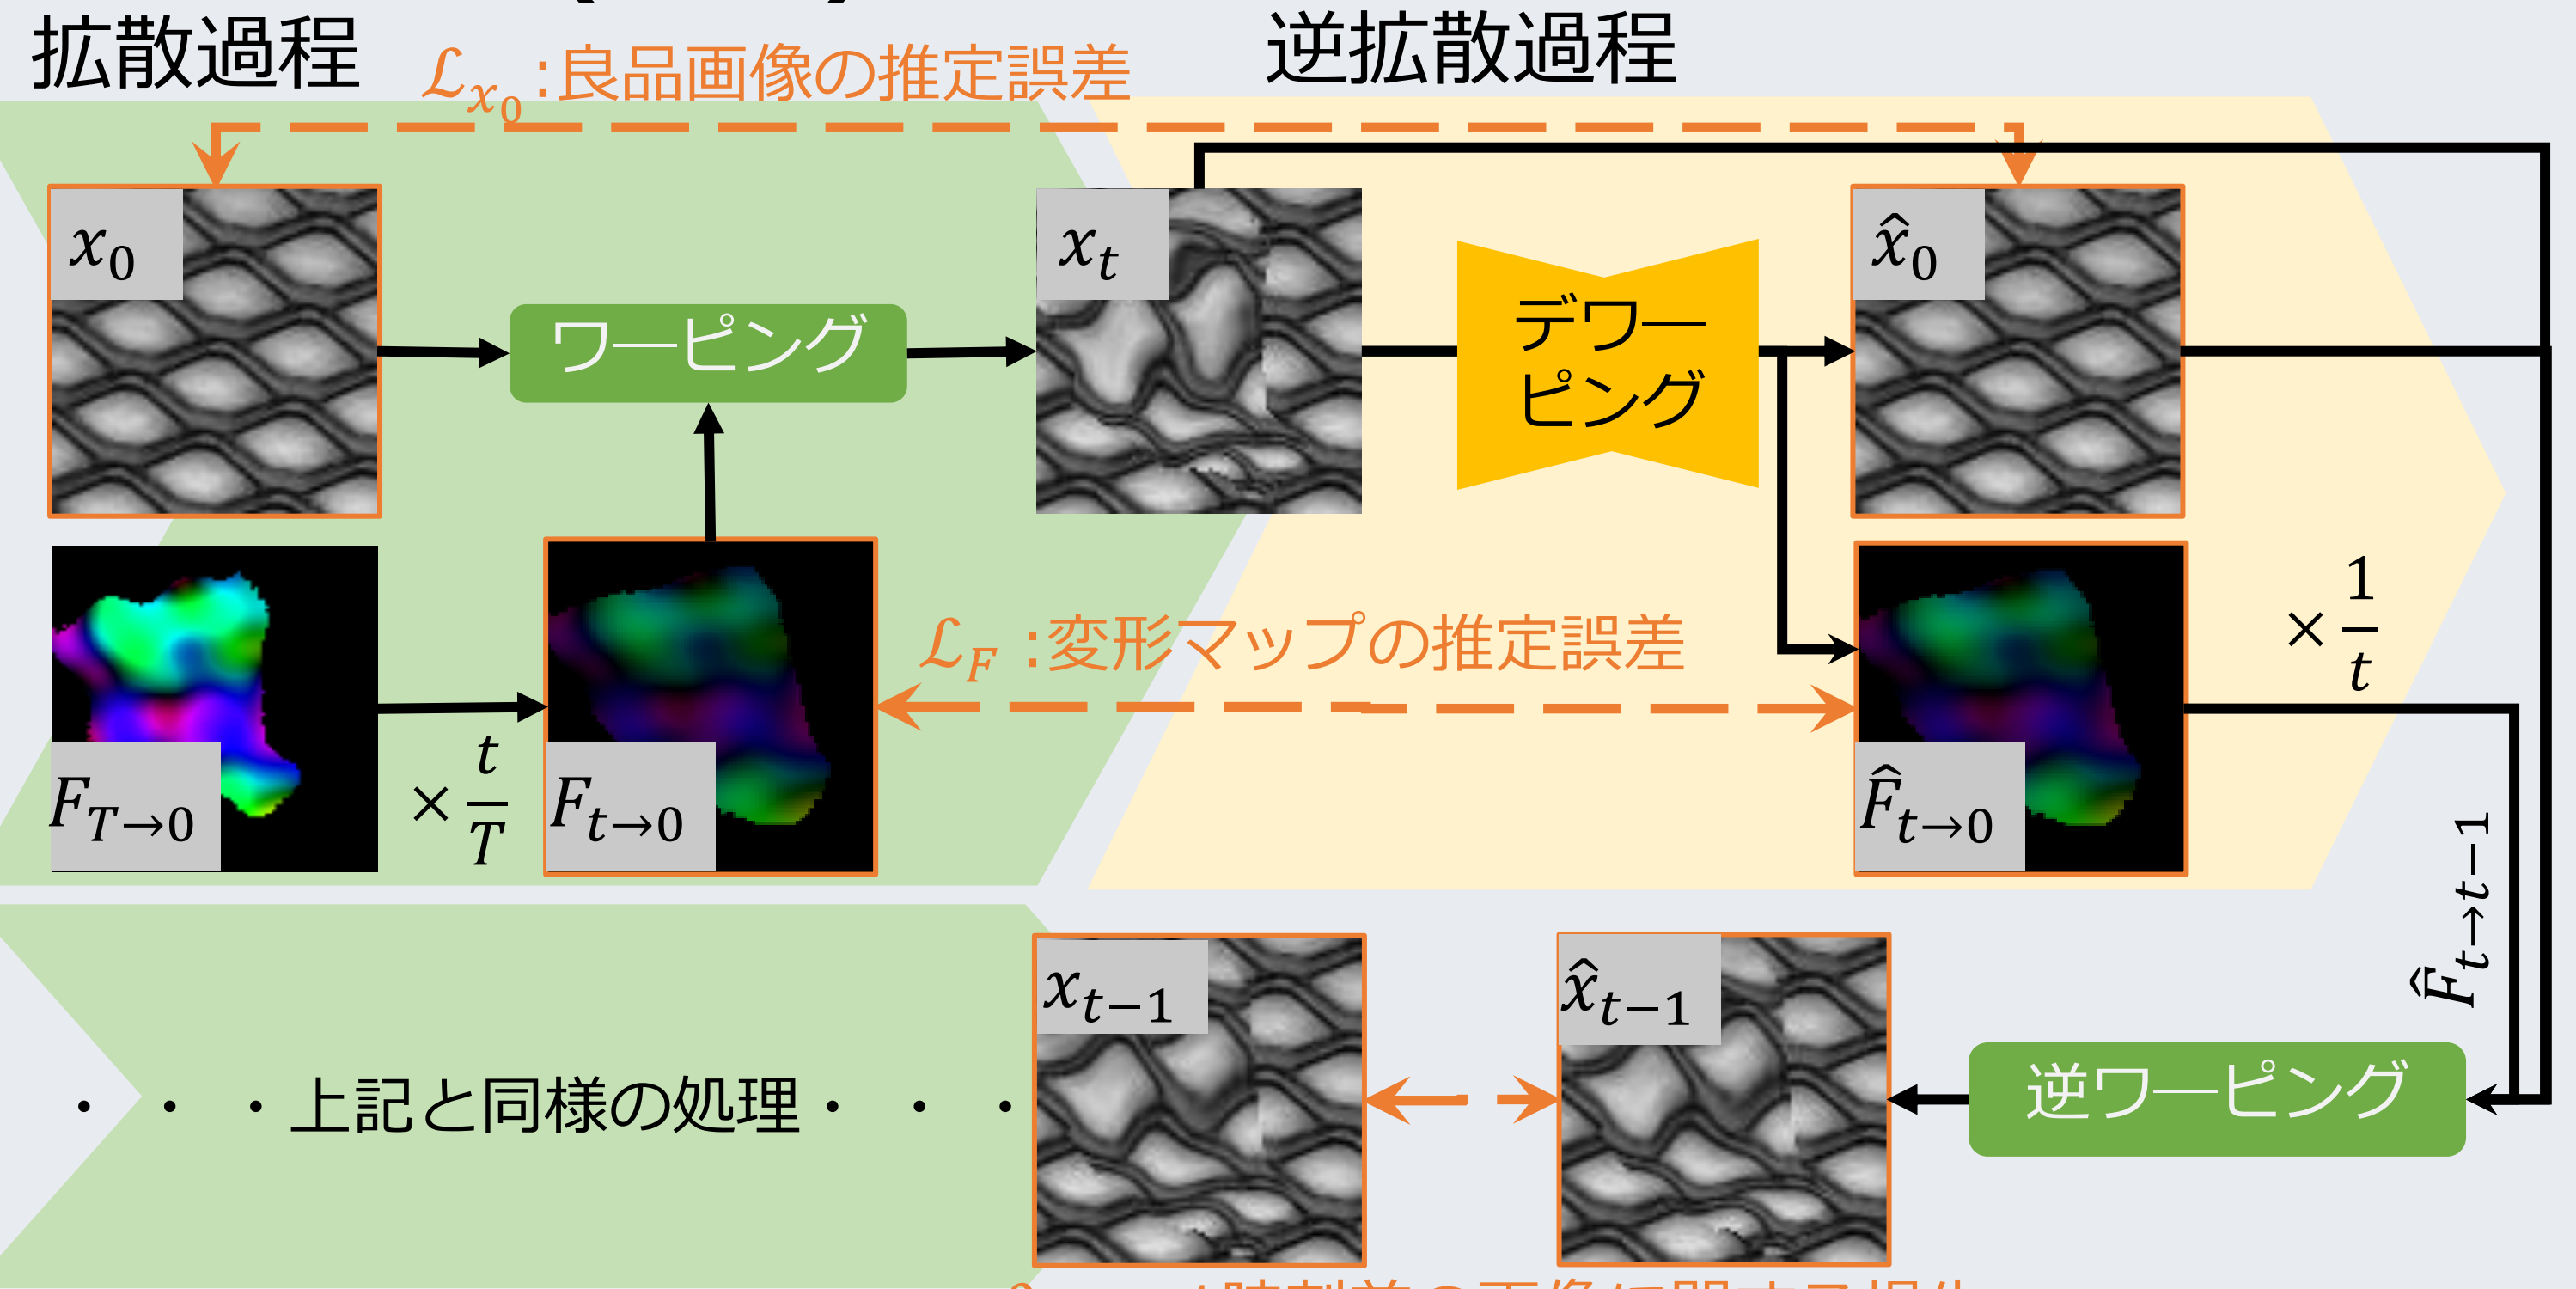 拡散過程
逆拡散過程
ℒx₀:良品画像の推定誤差
x₀
xₜ
x̂₀
ワーピング
デワー
ピング
ℒF :変形マップの推定誤差
× 1/t
F T→0
× t/T
F t→0
F̂ t→0
F̂ t→t−1
x t−1
x̂ t−1
・・・上記と同様の処理・・・
逆ワーピング